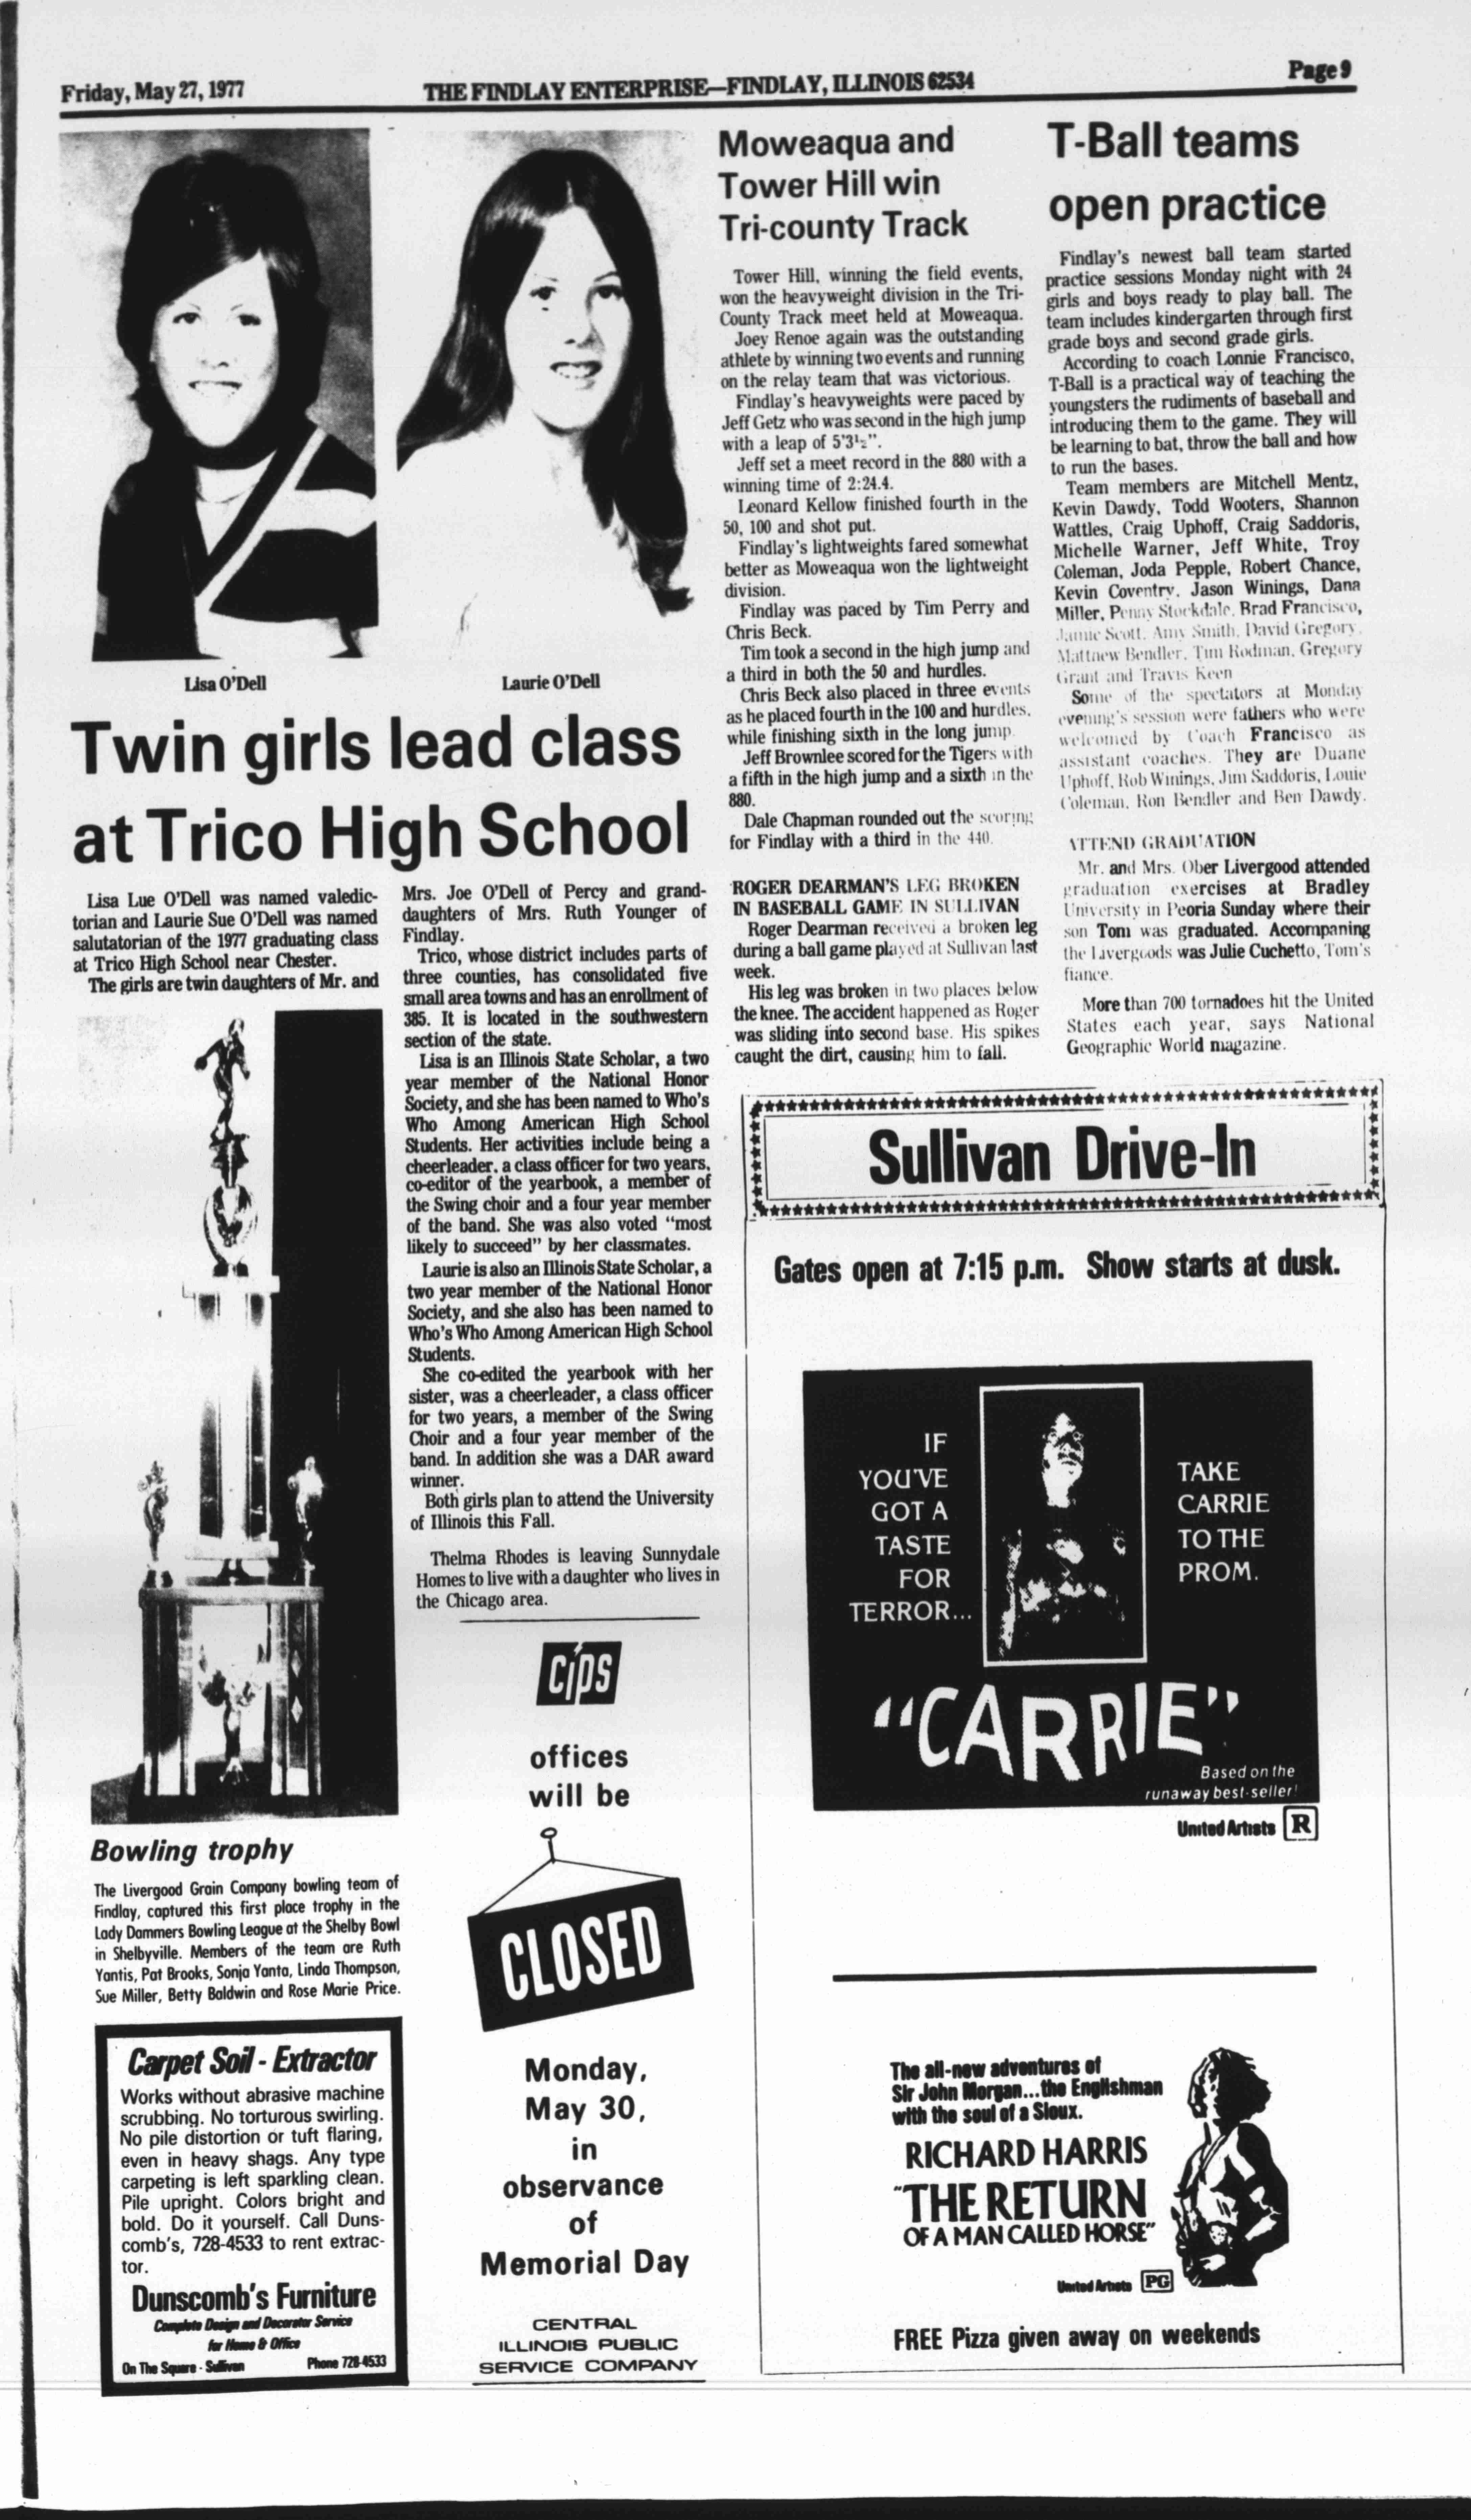 Friday, May 27, 1977
THE FINDLAY ENTERPRISE—FINDLAY, ILLINOIS 62534
Page 9
Lisa O'Dell
Laurie O'Dell
Twin girls lead class
at Trico High School
Lisa Lue O'Dell was named valedic-
torian and Laurie Sue O'Dell was named
salutatorian of the 1977 graduating class
at Trico High School near Chester.
The girls are twin daughters of Mr. and
Mrs. Joe O'Dell of Percy and grand-
daughters of Mrs. Ruth Younger of
Findlay.
Trico, whose district includes parts of
three counties, has consolidated five
small area towns and has an enrollment of
385. It is located in the southwestern
section of the state.
Lisa is an Illinois State Scholar, a two
year member of the National Honor
Society, and she has been named to Who's
Who Among American High School
Students. Her activities include being a
cheerleader, a class officer for two years,
co-editor of the yearbook, a member of
the Swing choir and a four year member
of the band. She was also voted "most
likely to succeed" by her classmates.
Laurie is also an Illinois State Scholar, a
two year member of the National Honor
Society, and she also has been named to
Who's Who Among American High School
Students.
She co-edited the yearbook with her
sister, was a cheerleader, a class officer
for two years, a member of the Swing
Choir and a four year member of the
band. In addition she was a DAR award
winner.
Both girls plan to attend the University
of Illinois this Fall.
Thelma Rhodes is leaving Sunnydale
Homes to live with a daughter who lives in
the Chicago area.
Bowling trophy
The Livergood Grain Company bowling team of
Findlay, captured this first place trophy in the
Lady Dammers Bowling League at the Shelby Bowl
in Shelbyville. Members of the team are Ruth
Yantis, Pat Brooks, Sonja Yanta, Linda Thompson,
Sue Miller, Betty Baldwin and Rose Marie Price.
Carpet Soil - Extractor
Works without abrasive machine
scrubbing. No torturous swirling.
No pile distortion or tuft flaring,
even in heavy shags. Any type
carpeting is left sparkling clean.
Pile upright. Colors bright and
bold. Do it yourself. Call Duns-
comb's, 728-4533 to rent extrac-
tor.
Dunscomb's Furniture
Complete Design and Decorator Service
for Home & Office
On The Square - Sullivan
Phone 728-4533
cips
offices
will be
CLOSED
Monday,
May 30,
in
observance
of
Memorial Day
CENTRAL
ILLINOIS PUBLIC
SERVICE COMPANY
Moweaqua and
Tower Hill win
Tri-county Track
Tower Hill, winning the field events,
won the heavyweight division in the Tri-
County Track meet held at Moweaqua.
Joey Renoe again was the outstanding
athlete by winning two events and running
on the relay team that was victorious.
Findlay's heavyweights were paced by
Jeff Getz who was second in the high jump
with a leap of 5'3½".
Jeff set a meet record in the 880 with a
winning time of 2:24.4.
Leonard Kellow finished fourth in the
50, 100 and shot put.
Findlay's lightweights fared somewhat
better as Moweaqua won the lightweight
division.
Findlay was paced by Tim Perry and
Chris Beck.
Tim took a second in the high jump and
a third in both the 50 and hurdles.
Chris Beck also placed in three events
as he placed fourth in the 100 and hurdles,
while finishing sixth in the long jump.
Jeff Brownlee scored for the Tigers with
a fifth in the high jump and a sixth in the
880.
Dale Chapman rounded out the scoring
for Findlay with a third in the 440.
ROGER DEARMAN'S LEG BROKEN
IN BASEBALL GAME IN SULLIVAN
Roger Dearman received a broken leg
during a ball game played at Sullivan last
week.
His leg was broken in two places below
the knee. The accident happened as Roger
was sliding into second base. His spikes
caught the dirt, causing him to fall.
T-Ball teams
open practice
Findlay's newest ball team started
practice sessions Monday night with 24
girls and boys ready to play ball. The
team includes kindergarten through first
grade boys and second grade girls.
According to coach Lonnie Francisco,
T-Ball is a practical way of teaching the
youngsters the rudiments of baseball and
introducing them to the game. They will
be learning to bat, throw the ball and how
to run the bases.
Team members are Mitchell Mentz,
Kevin Dawdy, Todd Wooters, Shannon
Wattles, Craig Uphoff, Craig Saddoris,
Michelle Warner, Jeff White, Troy
Coleman, Joda Pepple, Robert Chance,
Kevin Coventry, Jason Winings, Dana
Miller, Penny Stockdale, Brad Francisco,
Jamie Scott, Amy Smith, David Gregory,
Mattnew Bendler, Tim Rodman, Gregory
Grant and Travis Keen
Some of the spectators at Monday
evening's session were fathers who were
welcomed by Coach Francisco as
assistant coaches. They are Duane
Uphoff, Rob Winings, Jim Saddoris, Louie
Coleman, Ron Bendler and Ben Dawdy.
ATTEND GRADUATION
Mr. and Mrs. Ober Livergood attended
graduation exercises at Bradley
University in Peoria Sunday where their
son Tom was graduated. Accompaning
the Livergoods was Julie Cuchetto, Tom's
fiance.
More than 700 tornadoes hit the United
States each year, says National
Geographic World magazine.
Sullivan Drive-In
Gates open at 7:15 p.m. Show starts at dusk.
IF
YOU'VE
GOT A
TASTE
FOR
TERROR...
TAKE
CARRIE
TO THE
PROM.
"CARRIE"
Based on the
runaway best-seller!
United Artists R
The all-new adventures of
Sir John Morgan...the Englishman
with the soul of a Sioux.
RICHARD HARRIS
"THE RETURN
OF A MAN CALLED HORSE"
United Artists PG
FREE Pizza given away on weekends